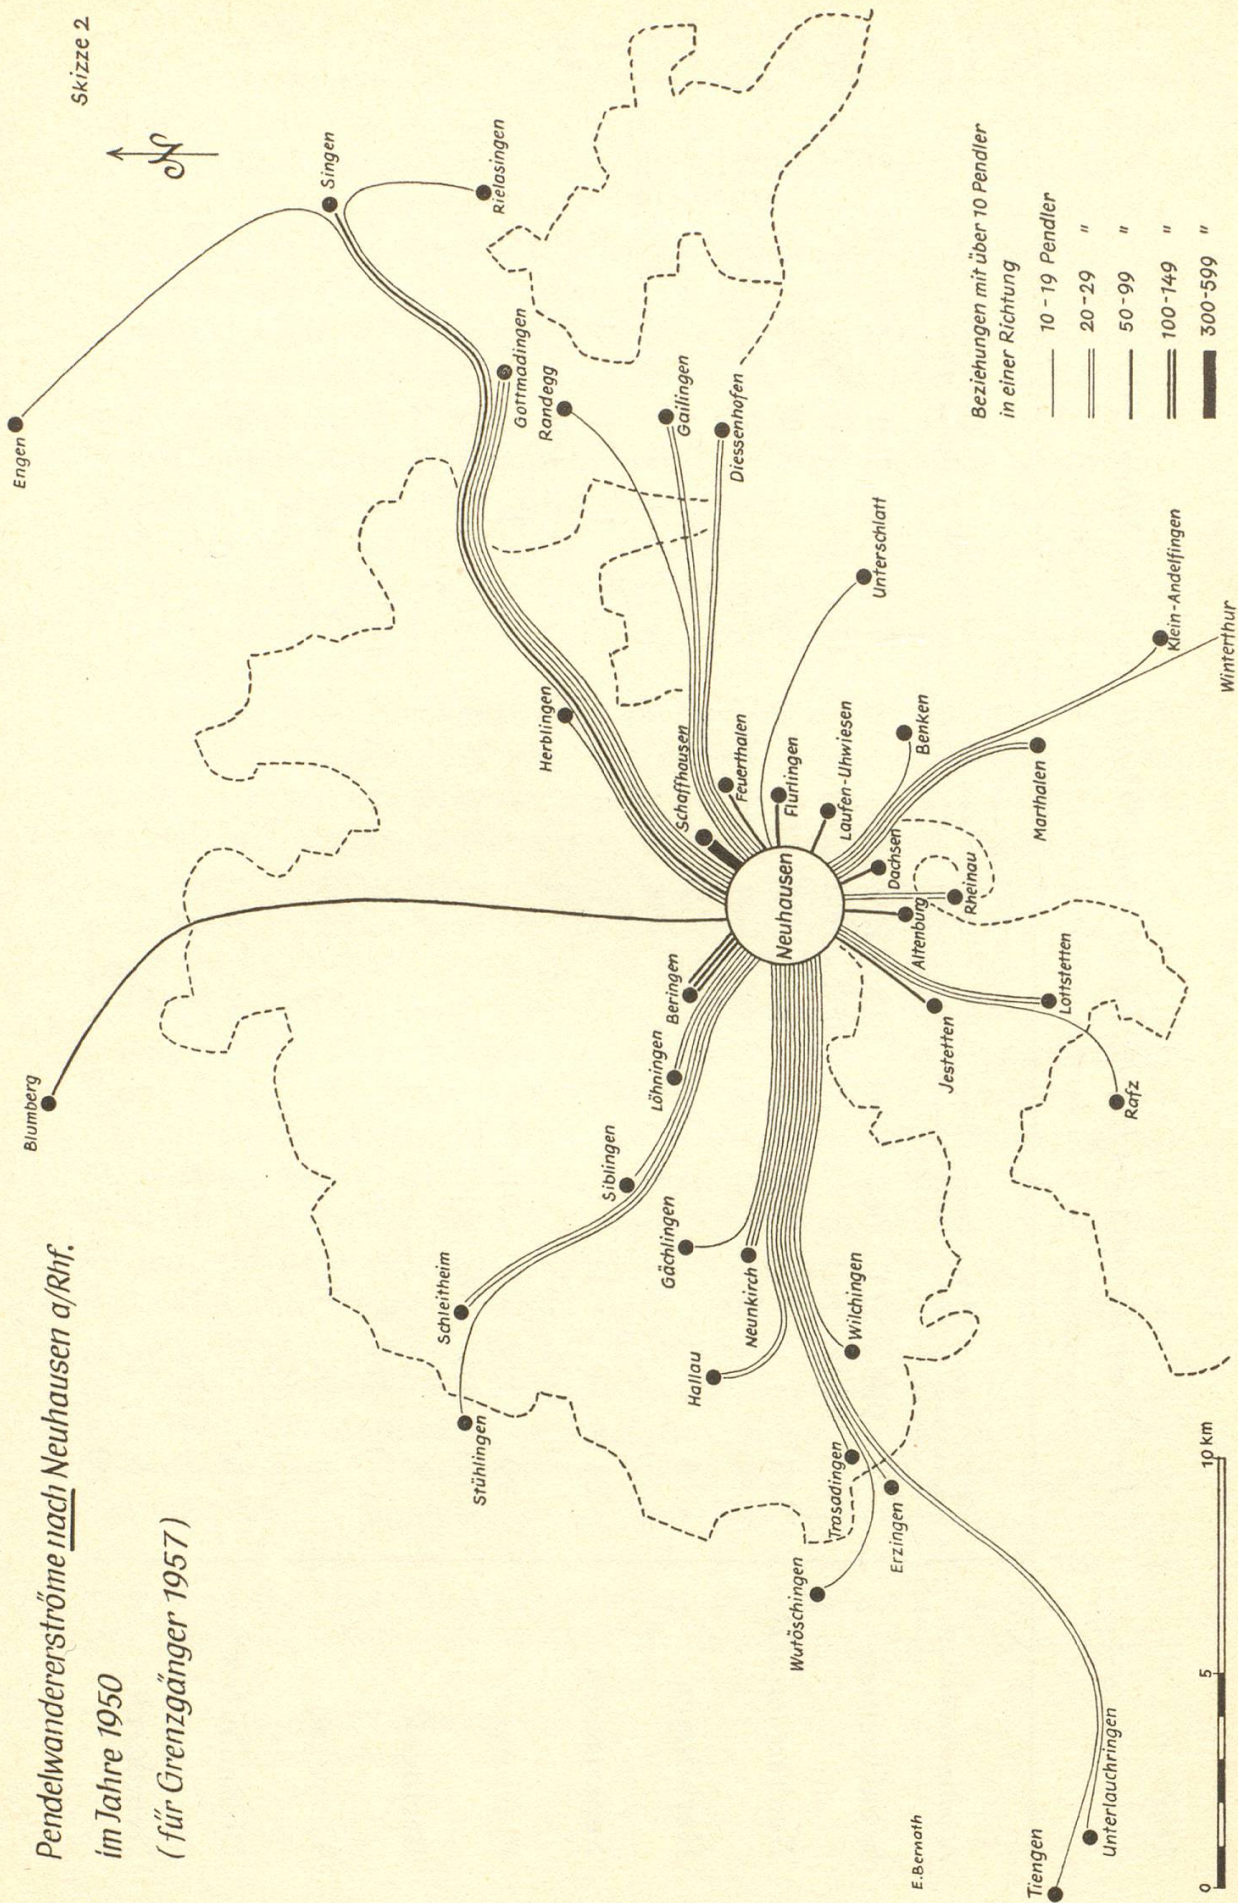 Pendelwandererströme nach Neuhausen a/Rhf.
im Jahre 1950
(für Grenzgänger 1957)
Skizze 2
N
Blumberg
Engen
Singen
Rielasingen
Gottmadingen
Randegg
Gailingen
Diessenhofen
Herblingen
Schaffhausen
Feuerthalen
Flurlingen
Laufen-Uhwiesen
Unterschlatt
Benken
Dachsen
Rheinau
Altenburg
Marthalen
Klein-Andelfingen
Winterthur
Neuhausen
Beringen
Löhningen
Siblingen
Schleitheim
Stühlingen
Gächlingen
Neunkirch
Hallau
Wilchingen
Trasadingen
Erzingen
Wutöschingen
Jestetten
Lottstetten
Rafz
Tiengen
Unterlauchringen
E. Bernath
0 5 10 km
Beziehungen mit über 10 Pendler
in einer Richtung
10 - 19 Pendler
20 - 29 "
50 - 99 "
100 - 149 "
300 - 599 "